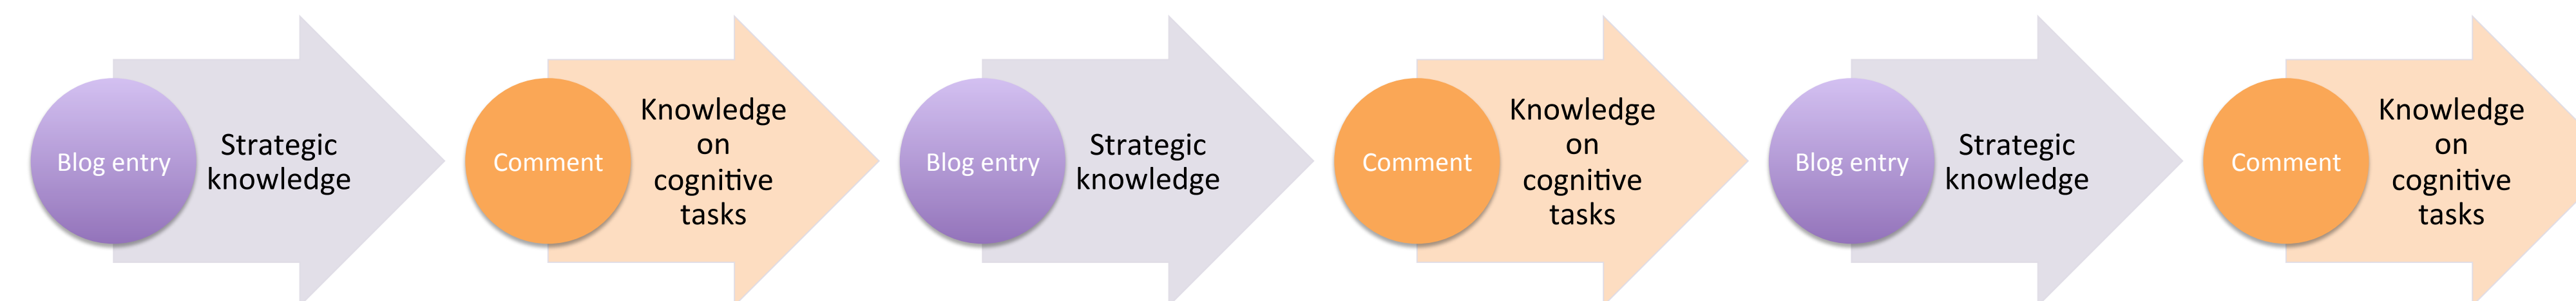 Blog entry
Strategic
knowledge
Comment
Knowledge
on
cognitive
tasks
Blog entry
Strategic
knowledge
Comment
Knowledge
on
cognitive
tasks
Blog entry
Strategic
knowledge
Comment
Knowledge
on
cognitive
tasks